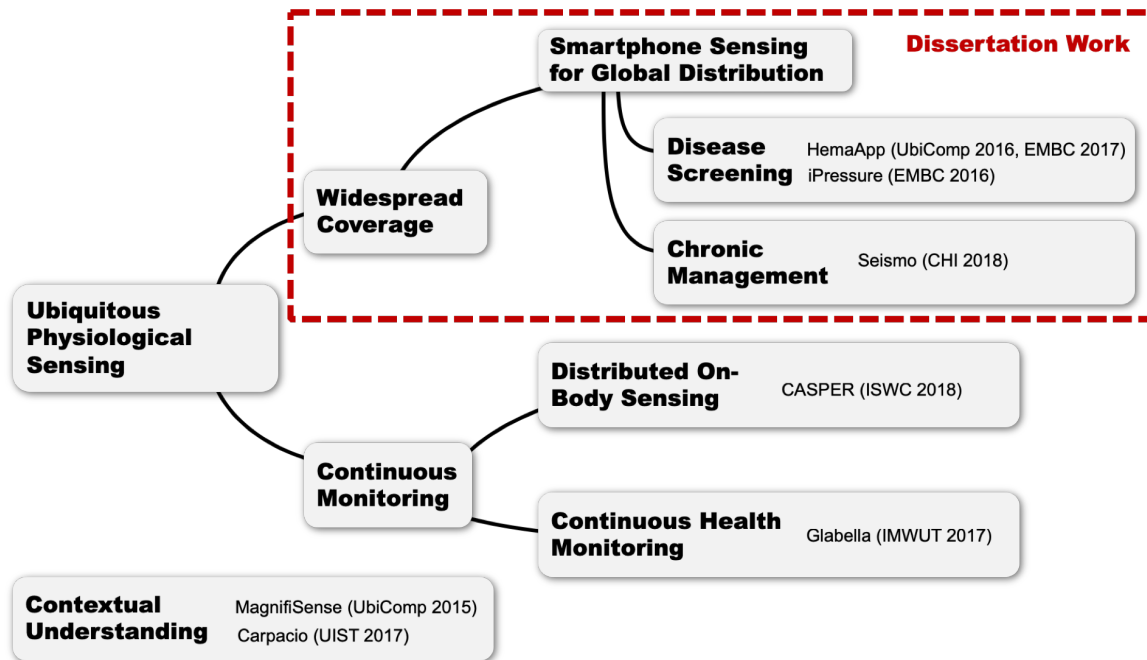 Smartphone Sensing
for Global Distribution
Dissertation Work
Disease
Screening
HemaApp (UbiComp 2016, EMBC 2017)
iPressure (EMBC 2016)
Widespread
Coverage
Chronic
Management
Seismo (CHI 2018)
Ubiquitous
Physiological
Sensing
Distributed On-
Body Sensing
CASPER (ISWC 2018)
Continuous
Monitoring
Continuous Health
Monitoring
Glabella (IMWUT 2017)
Contextual
Understanding
MagnifiSense (UbiComp 2015)
Carpacio (UIST 2017)